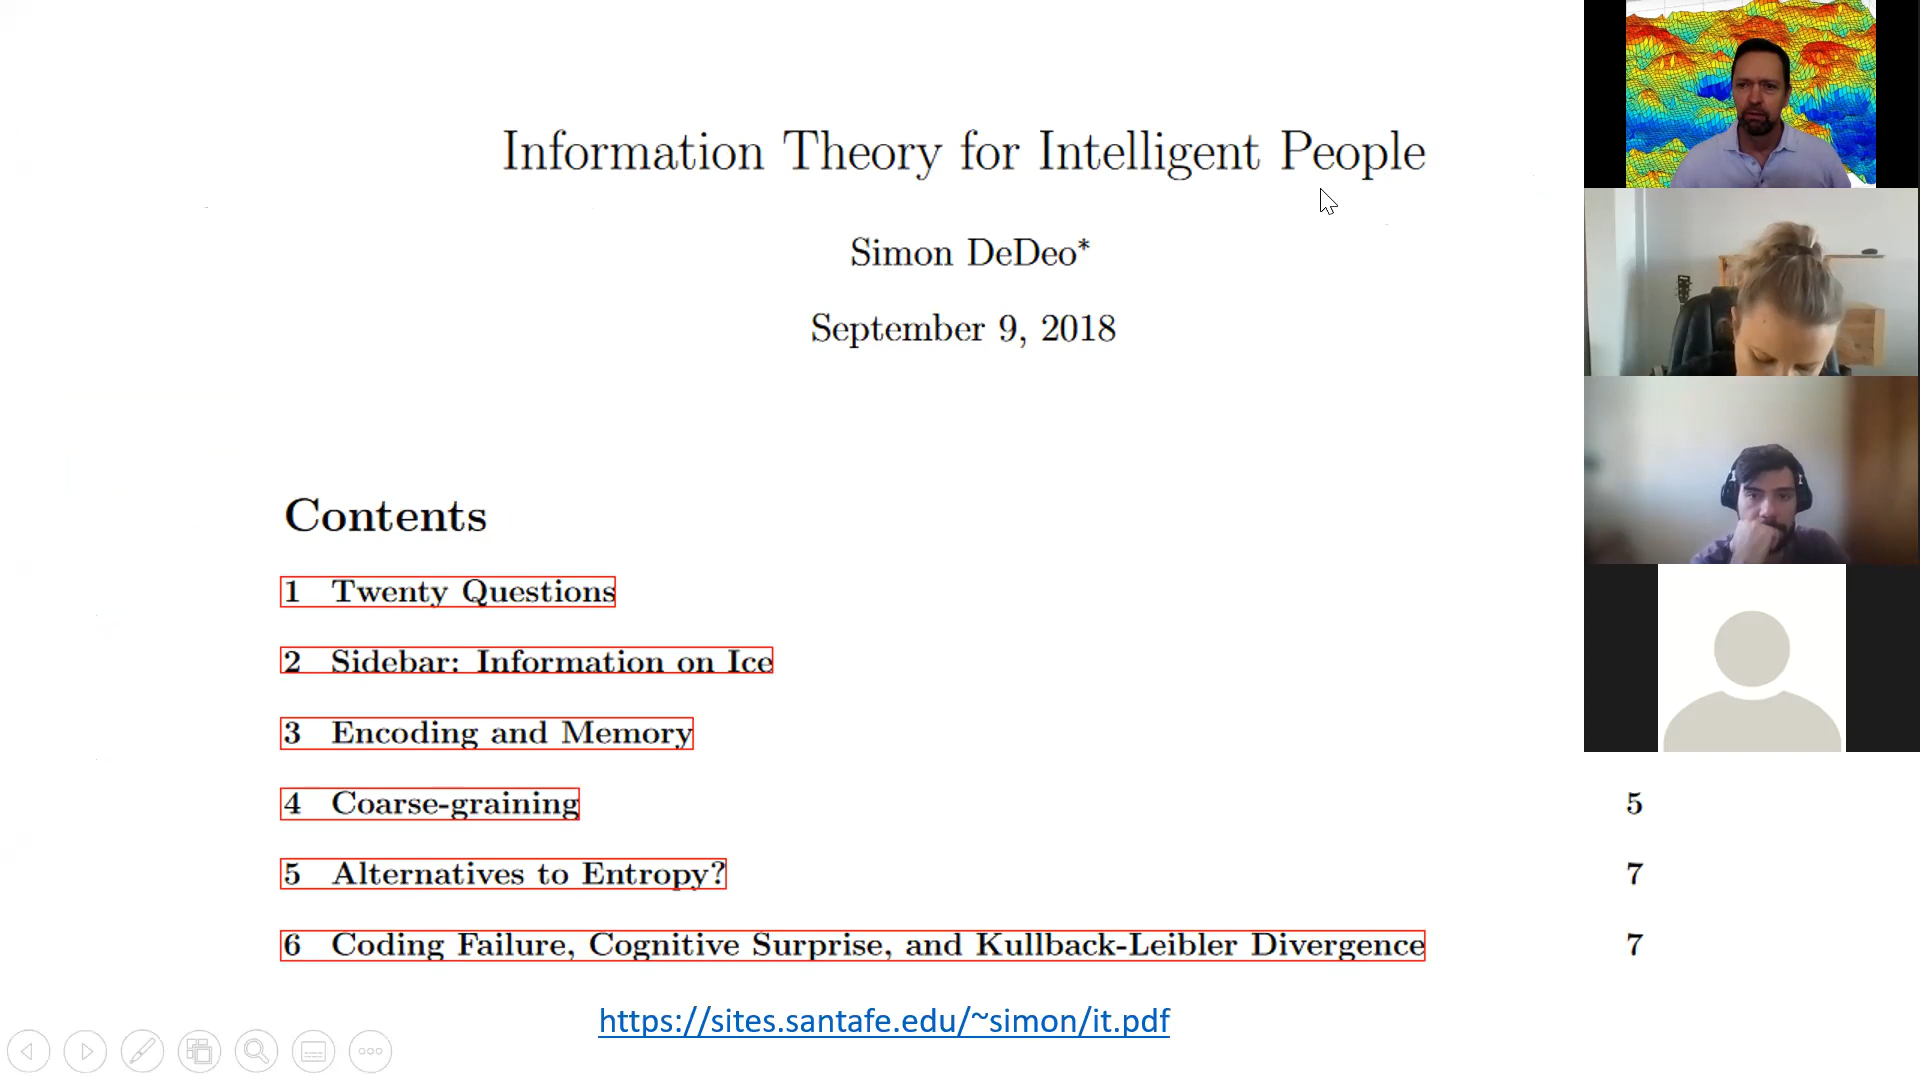 Information Theory for Intelligent People
Simon DeDeo*
September 9, 2018
Contents
1 Twenty Questions
2 Sidebar: Information on Ice
3 Encoding and Memory
4 Coarse-graining 5
5 Alternatives to Entropy? 7
6 Coding Failure, Cognitive Surprise, and Kullback-Leibler Divergence 7
https://sites.santafe.edu/~simon/it.pdf